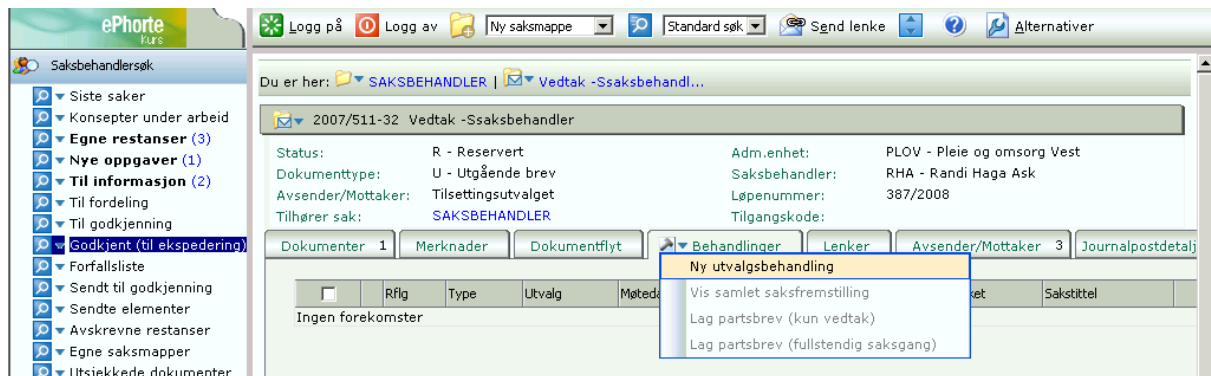 ePhorte
Kurs
Logg på Logg av Ny saksmappe Standard søk Send lenke Alternativer
Saksbehandlersøk
Siste saker
Konsepter under arbeid
Egne restanser (3)
Nye oppgaver (1)
Til informasjon (2)
Til fordeling
Til godkjenning
Godkjent (til ekspedering)
Forfallsliste
Sendt til godkjenning
Sendte elementer
Avskrevne restanser
Egne saksmapper
Utsjekkede dokumenter
Du er her: SAKSBEHANDLER | Vedtak -Ssaksbehandl...
2007/511-32 Vedtak -Ssaksbehandler
Status: R - Reservert Adm.enhet: PLOV - Pleie og omsorg Vest
Dokumenttype: U - Utgående brev Saksbehandler: RHA - Randi Haga Ask
Avsender/Mottaker: Tilsettingsutvalget Løpenummer: 387/2008
Tilhører sak: SAKSBEHANDLER Tilgangskode:
Dokumenter 1 Merknader Dokumentflyt Behandlinger Lenker Avsender/Mottaker 3 Journalpostdetalj
Ny utvalgsbehandling
Vis samlet saksfremstilling
Lag partsbrev (kun vedtak)
Lag partsbrev (fullstendig saksgang)
Rflg Type Utvalg Møteda ket Sakstittel
Ingen forekomster